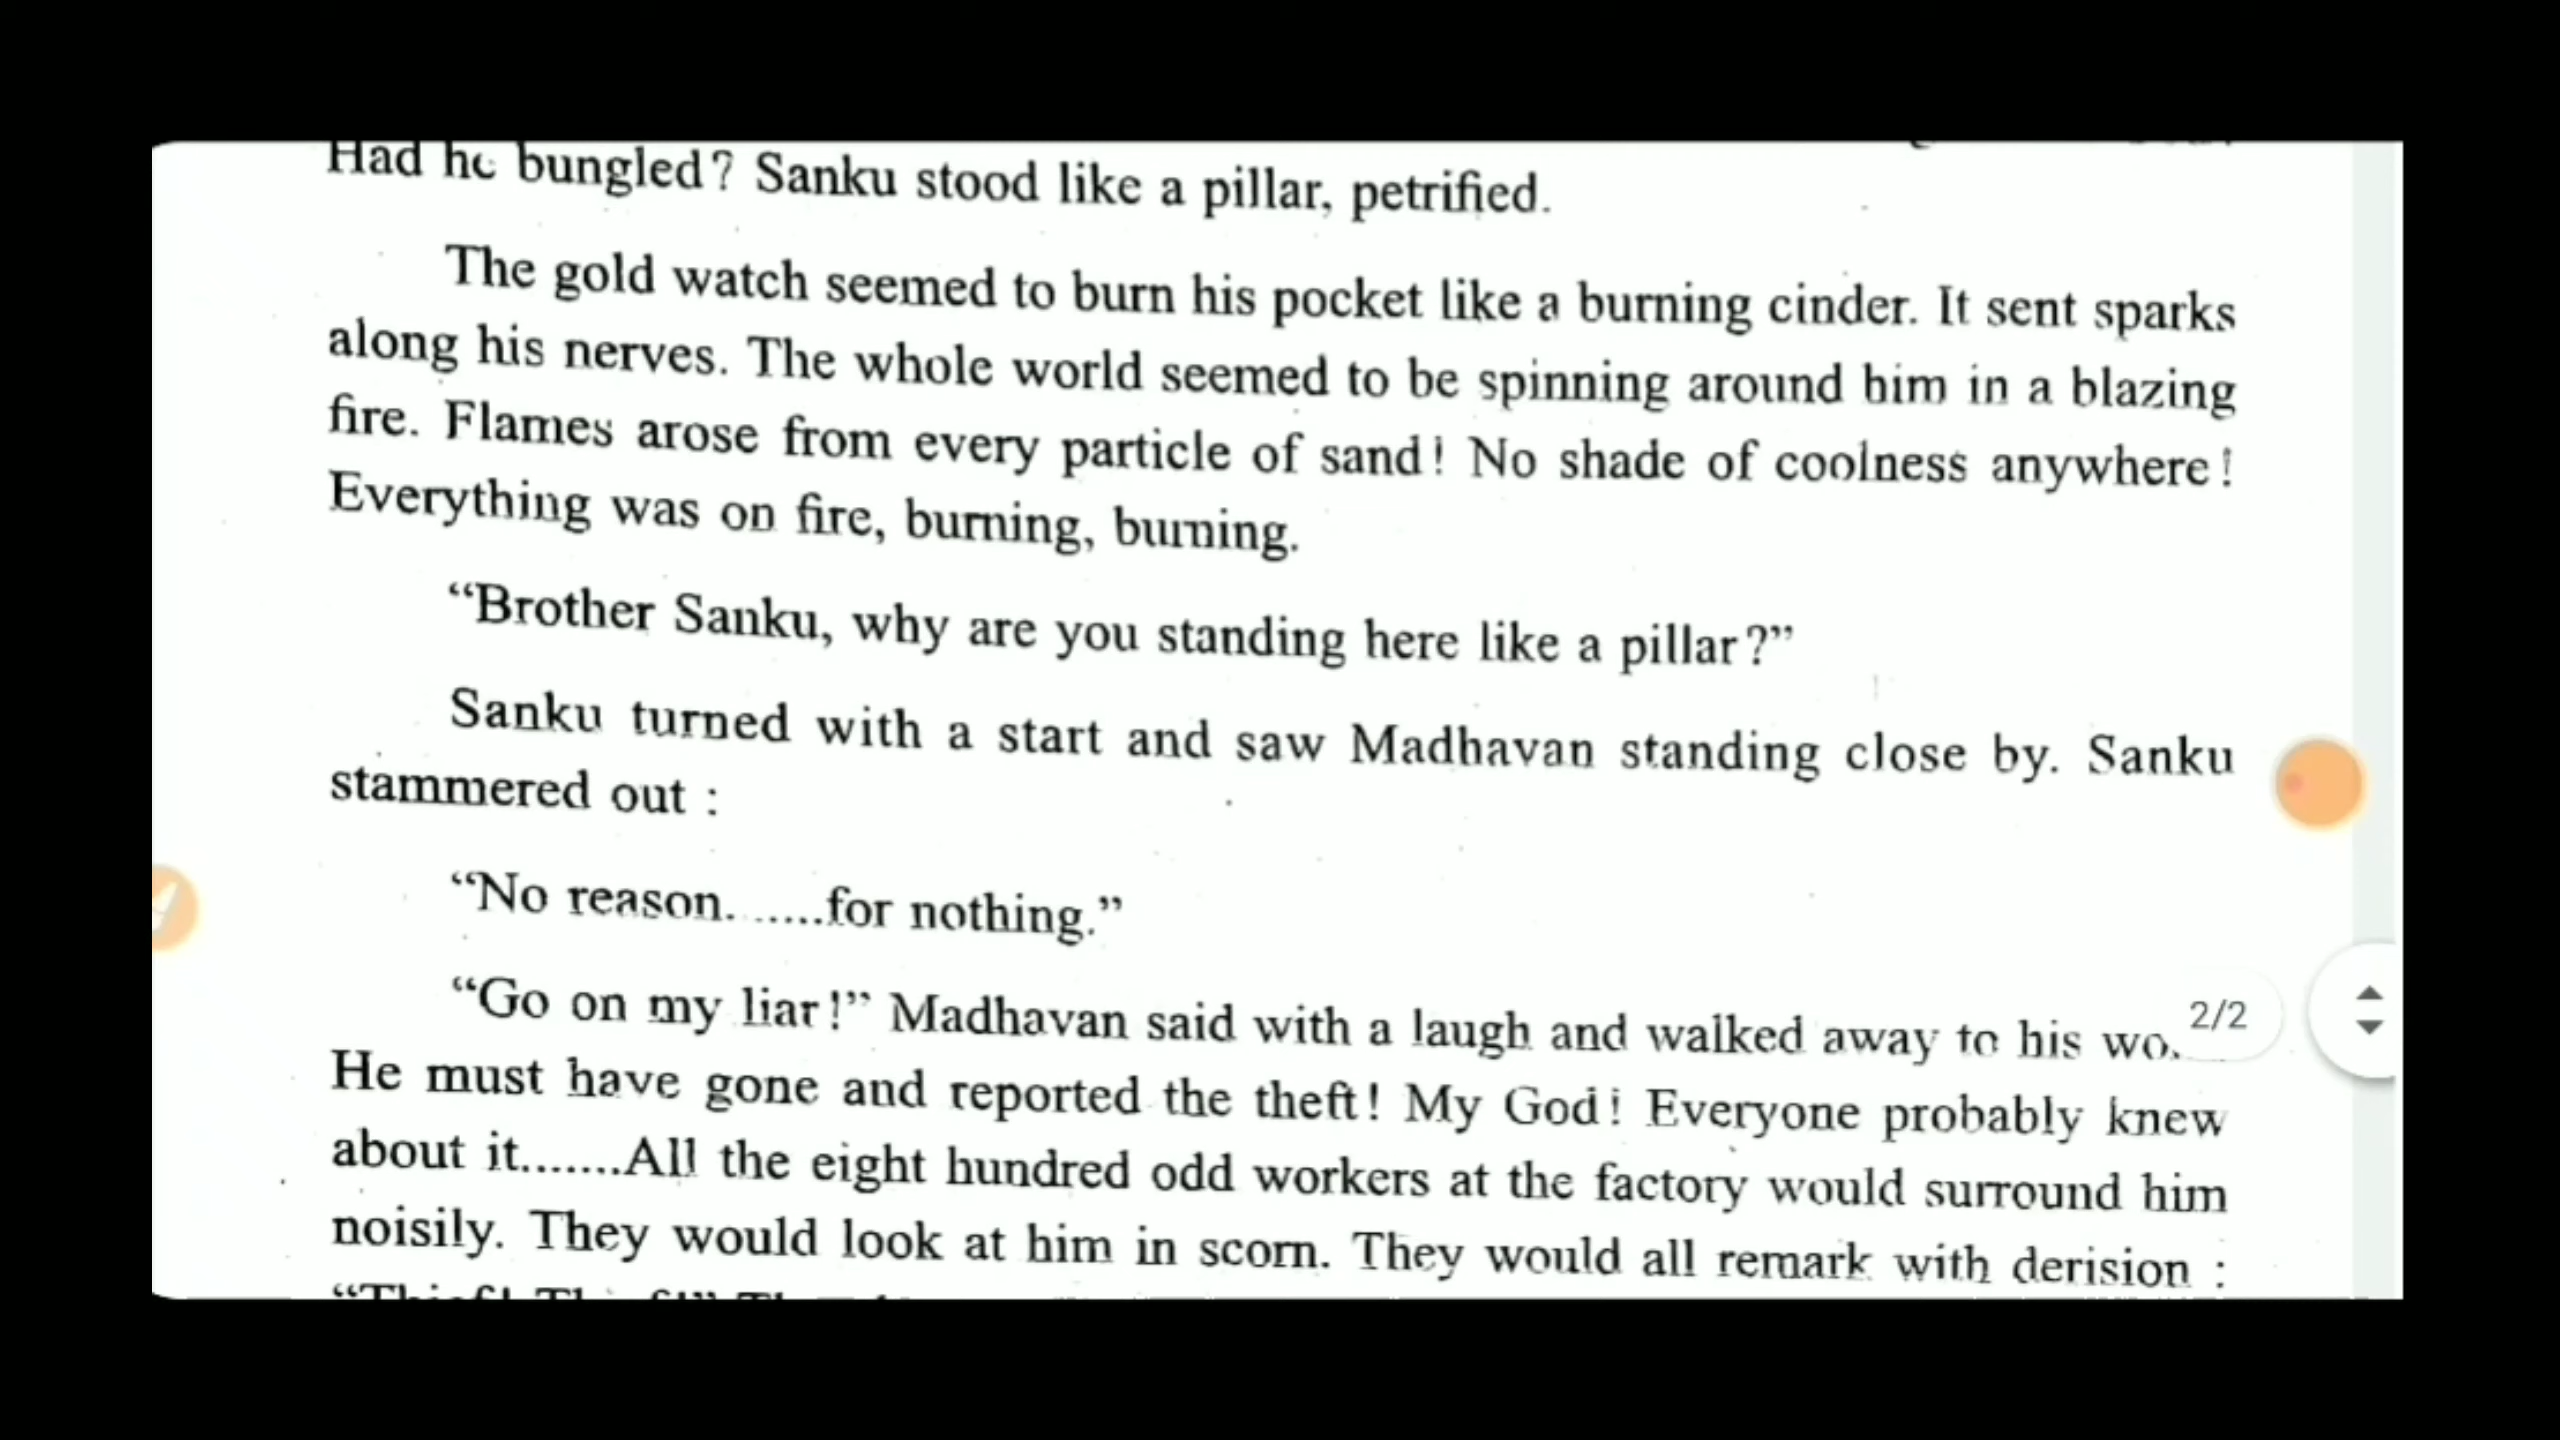 Had he bungled? Sanku stood like a pillar, petrified.
The gold watch seemed to burn his pocket like a burning cinder. It sent sparks
along his nerves. The whole world seemed to be spinning around him in a blazing
fire. Flames arose from every particle of sand! No shade of coolness anywhere!
Everything was on fire, burning, burning.
“Brother Sanku, why are you standing here like a pillar?”
Sanku turned with a start and saw Madhavan standing close by. Sanku
stammered out :
“No reason. ......for nothing.”
“Go on my liar!” Madhavan said with a laugh and walked away to his
2/2
He must have gone and reported the theft! My God! Everyone probably knew
about it.......All the eight hundred odd workers at the factory would surround him
noisily. They would look at him in scorn. They would all remark with derision :